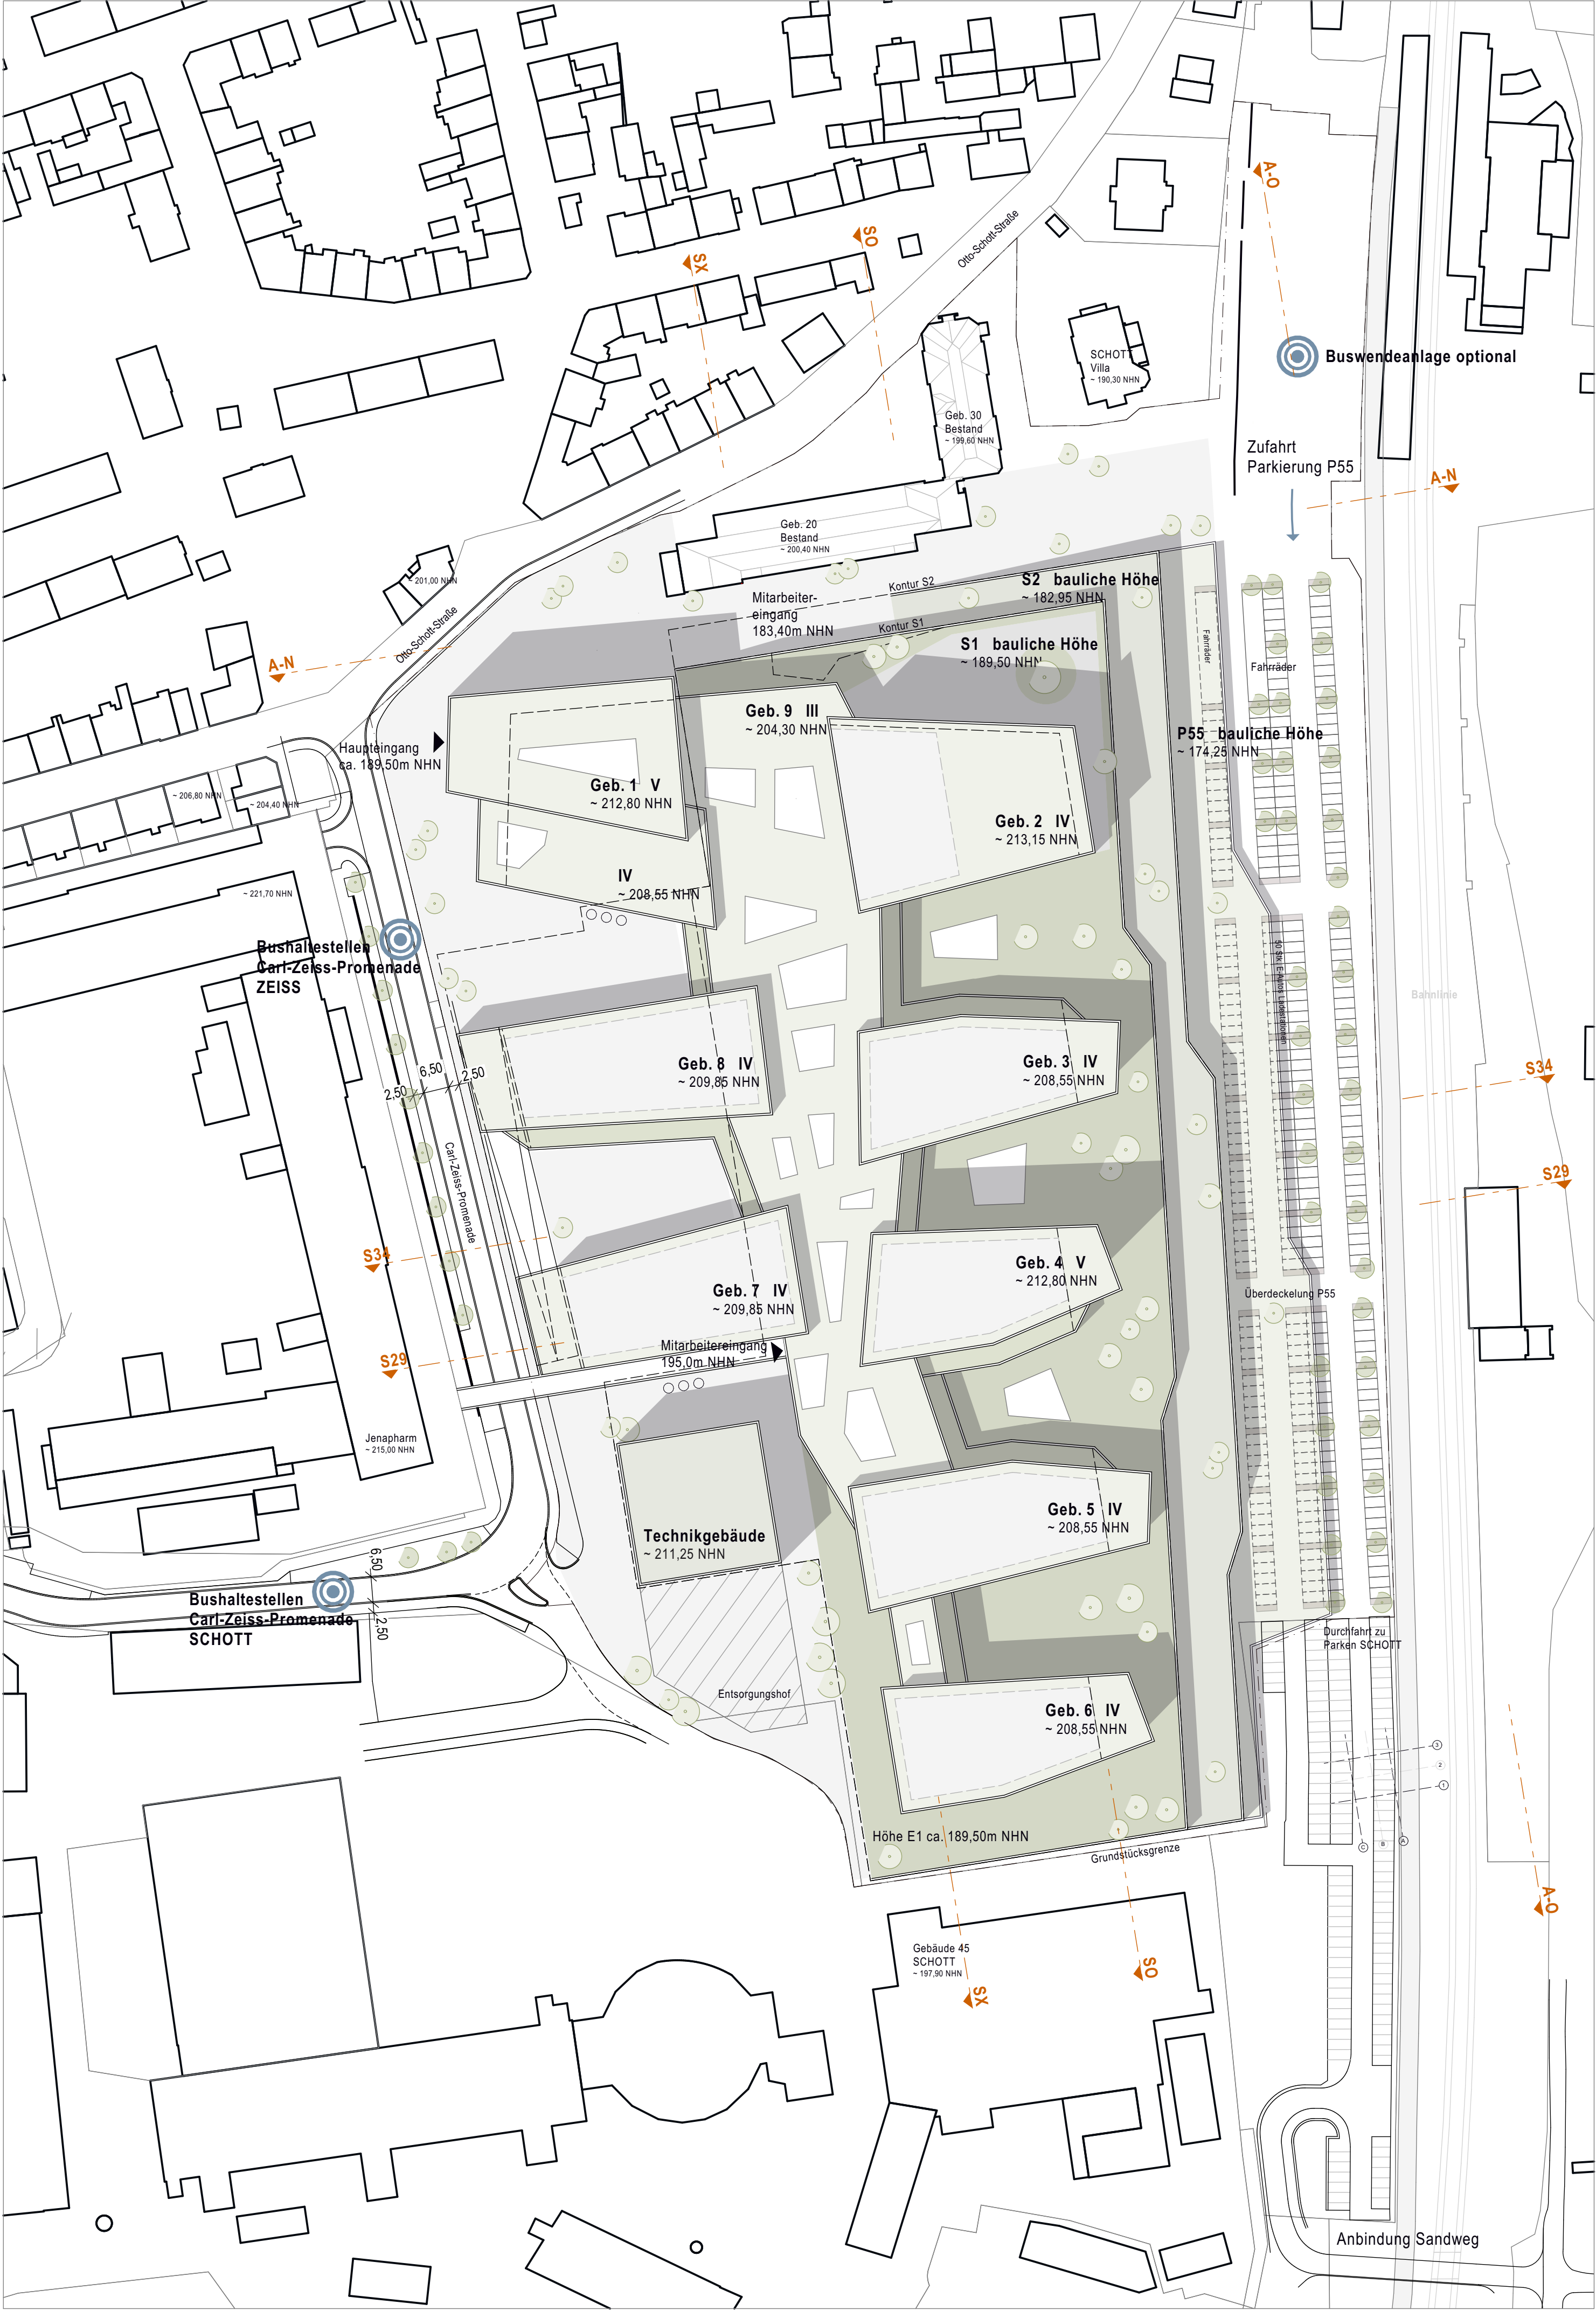 A-O
SO
SX
Otto-Schott-Straße
SCHOTT
Villa
~ 190,30 NHN
Buswendeanlage optional
Geb. 30
Bestand
~ 199,60 NHN
Zufahrt
Parkierung P55
A-N
Geb. 20
Bestand
~ 200,40 NHN
~ 201,00 NHN
Kontur S2
S2 bauliche Höhe
~ 182,95 NHN
Mitarbeiter-
eingang
183,40m NHN
Kontur S1
S1 bauliche Höhe
~ 189,50 NHN
Otto-Schott-Straße
A-N
Fahrräder
Fahrräder
Geb. 9 III
~ 204,30 NHN
P55 bauliche Höhe
~ 174,25 NHN
Haupteingang
ca. 189,50m NHN
Geb. 1 V
~ 212,80 NHN
~ 206,80 NHN
~ 204,40 NHN
Geb. 2 IV
~ 213,15 NHN
IV
~ 208,55 NHN
~ 221,70 NHN
Bushaltestellen
Carl-Zeiss-Promenade
ZEISS
50 Stk. E-Autos Ladestationen
Bahnlinie
Geb. 8 IV
~ 209,85 NHN
Geb. 3 IV
~ 208,55 NHN
2,50
6,50
2,50
S34
Carl-Zeiss-Promenade
S29
S34
Geb. 4 V
~ 212,80 NHN
Geb. 7 IV
~ 209,85 NHN
Überdeckelung P55
Mitarbeitereingang
195,0m NHN
S29
Jenapharm
~ 215,00 NHN
Geb. 5 IV
~ 208,55 NHN
Technikgebäude
~ 211,25 NHN
6,50
2,50
Bushaltestellen
Carl-Zeiss-Promenade
SCHOTT
Durchfahrt zu
Parken SCHOTT
Entsorgungshof
Geb. 6 IV
~ 208,55 NHN
3
2
1
C
B
A
Höhe E1 ca. 189,50m NHN
Grundstücksgrenze
A-O
Gebäude 45
SCHOTT
~ 197,90 NHN
SO
SX
Anbindung Sandweg